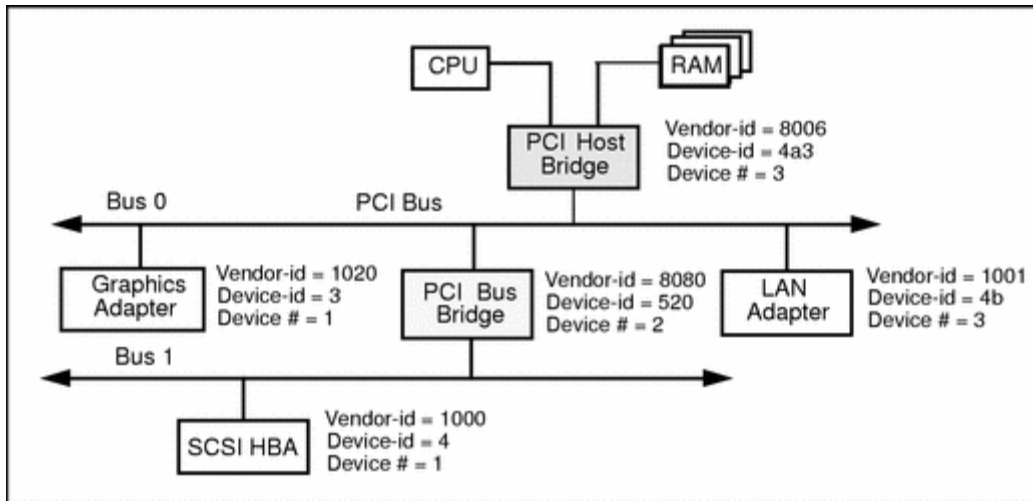 CPU
RAM
PCI Host
Bridge
Vendor-id = 8006
Device-id = 4a3
Device # = 3
Bus 0
PCI Bus
Graphics
Adapter
Vendor-id = 1020
Device-id = 3
Device # = 1
PCI Bus
Bridge
Vendor-id = 8080
Device-id = 520
Device # = 2
LAN
Adapter
Vendor-id = 1001
Device-id = 4b
Device # = 3
Bus 1
SCSI HBA
Vendor-id = 1000
Device-id = 4
Device # = 1